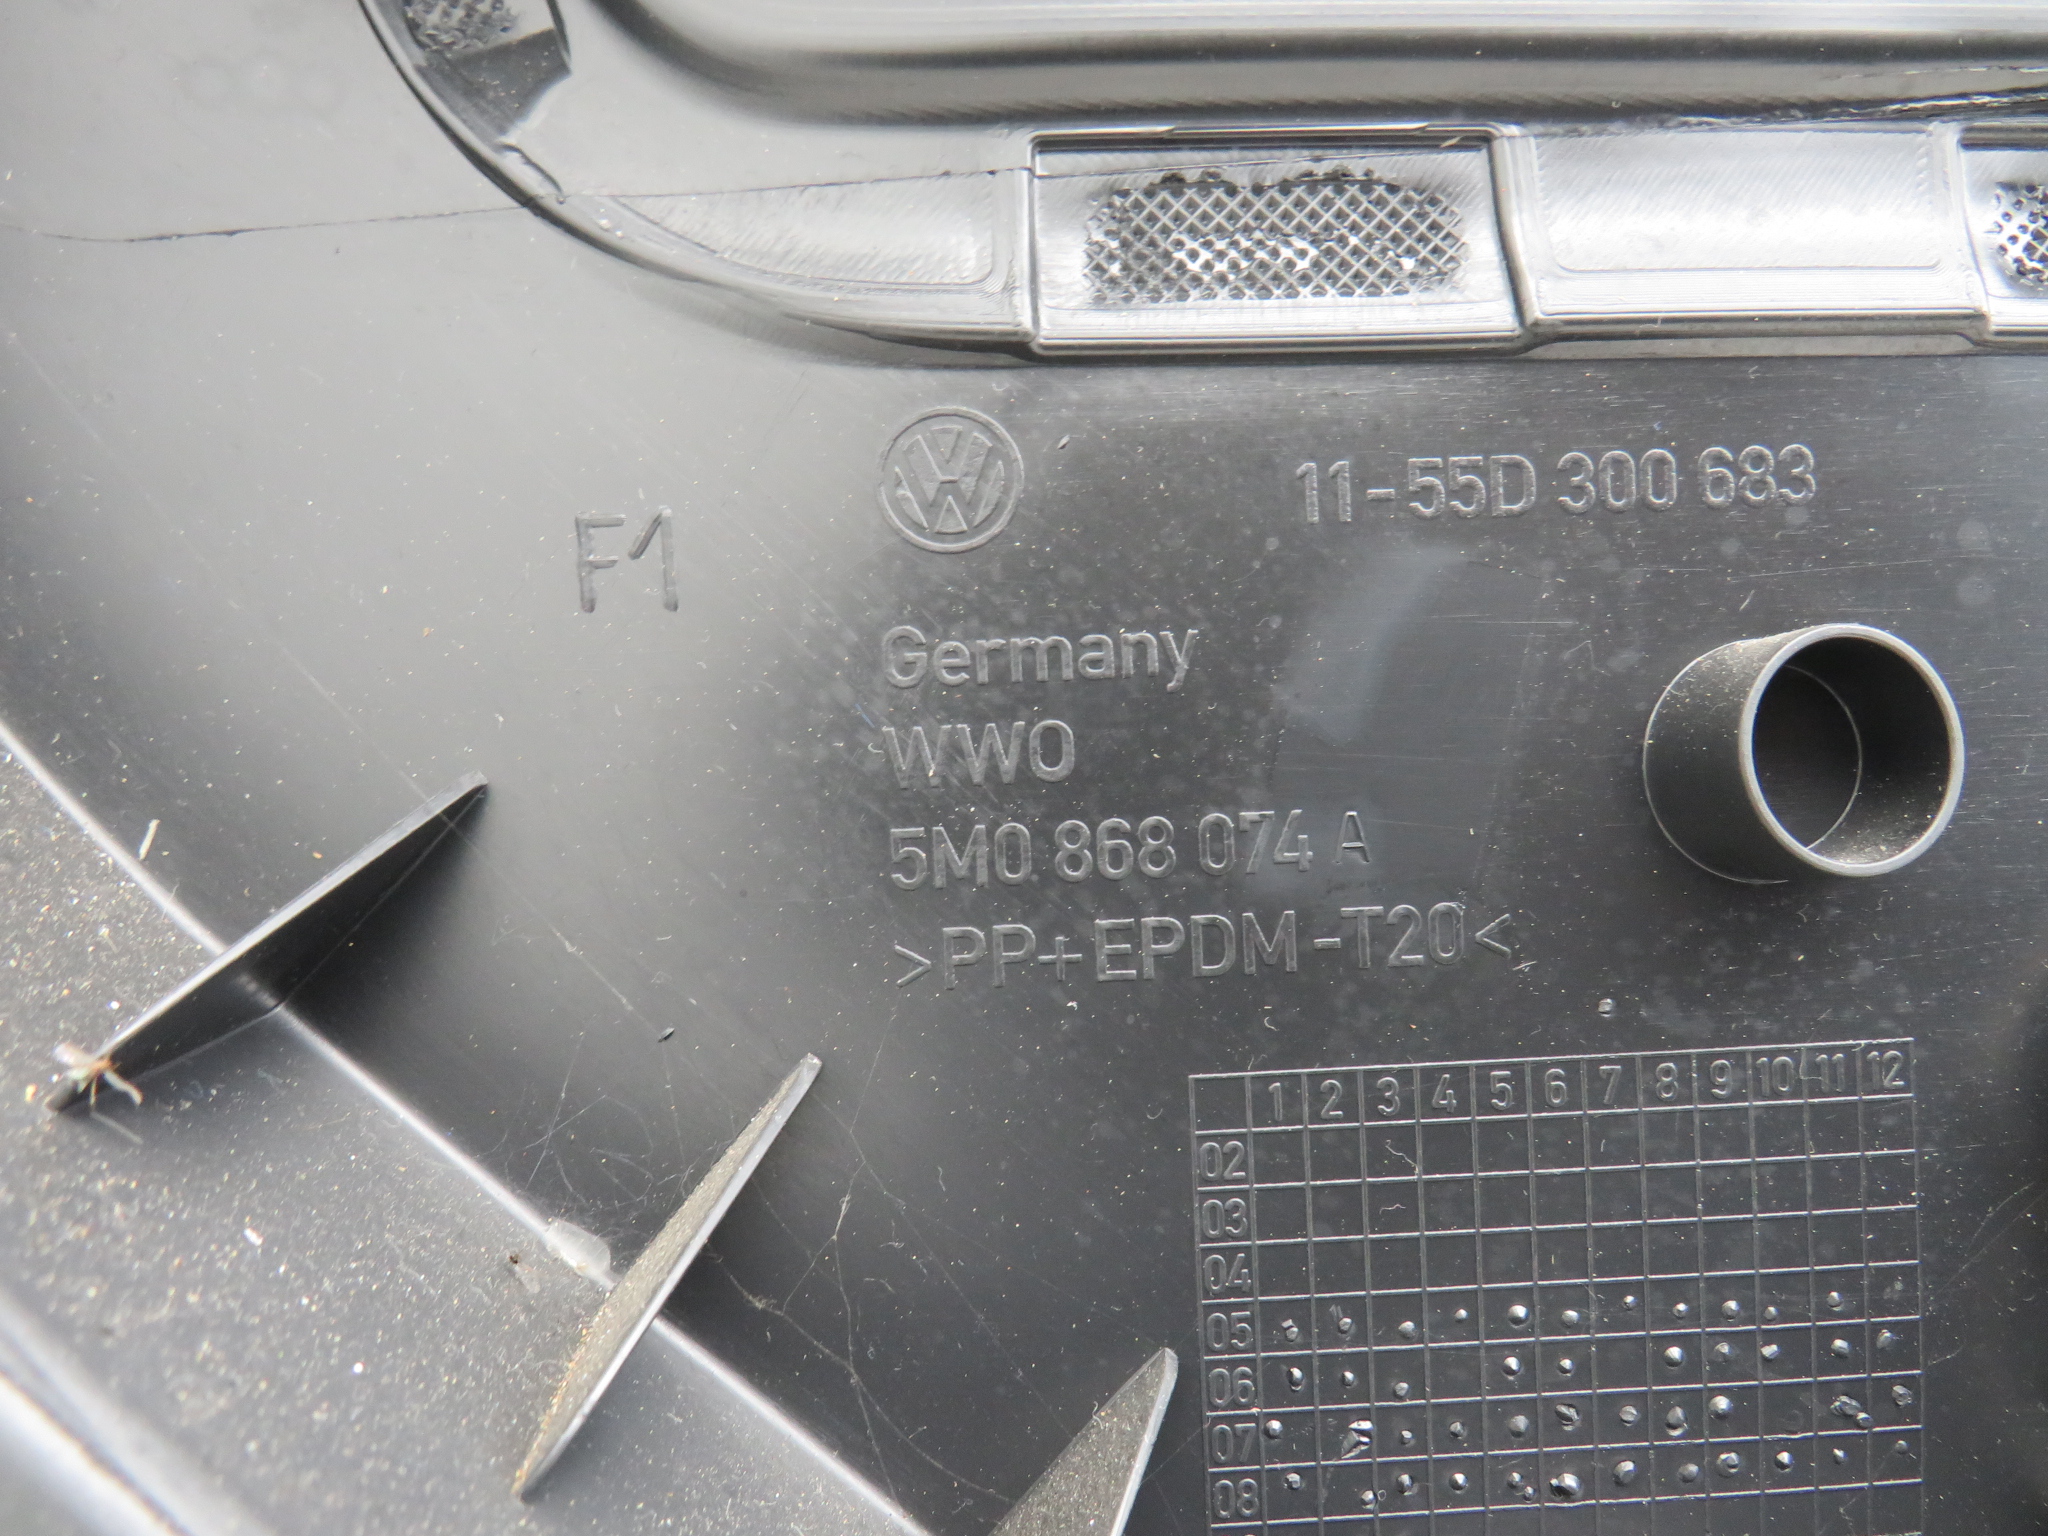 11-55D 300 683
F1
Germany
WWO
5M0 868 074 A
>PP+EPDM-T20<
1 2 3 4 5 6 7 8 9 10 11 12
02
03
04
05
06
07
08